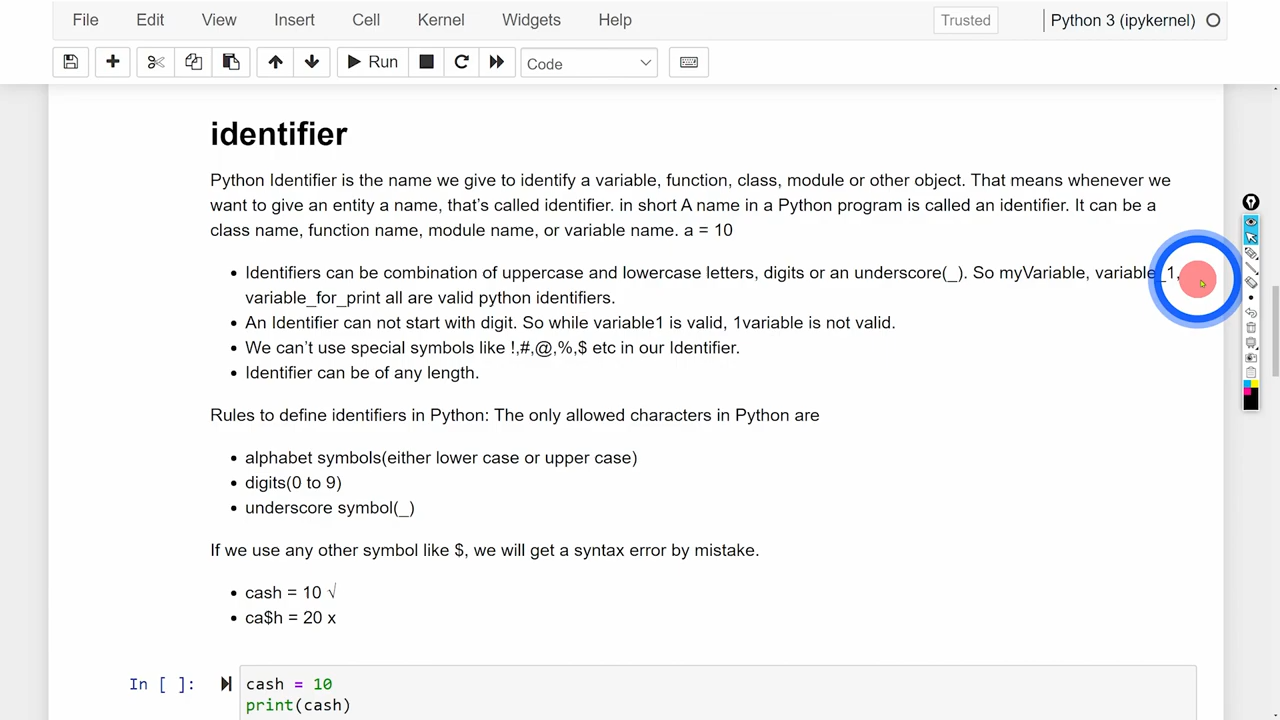 File Edit View Insert Cell Kernel Widgets Help Trusted Python 3 (ipykernel)
Run Code
identifier
Python Identifier is the name we give to identify a variable, function, class, module or other object. That means whenever we
want to give an entity a name, that’s called identifier. in short A name in a Python program is called an identifier. It can be a
class name, function name, module name, or variable name. a = 10
• Identifiers can be combination of uppercase and lowercase letters, digits or an underscore(_). So myVariable, variable_1,
variable_for_print all are valid python identifiers.
• An Identifier can not start with digit. So while variable1 is valid, 1variable is not valid.
• We can’t use special symbols like !,#,@,%,$ etc in our Identifier.
• Identifier can be of any length.
Rules to define identifiers in Python: The only allowed characters in Python are
• alphabet symbols(either lower case or upper case)
• digits(0 to 9)
• underscore symbol(_)
If we use any other symbol like $, we will get a syntax error by mistake.
• cash = 10 √
• ca$h = 20 x
In [ ]: cash = 10
print(cash)